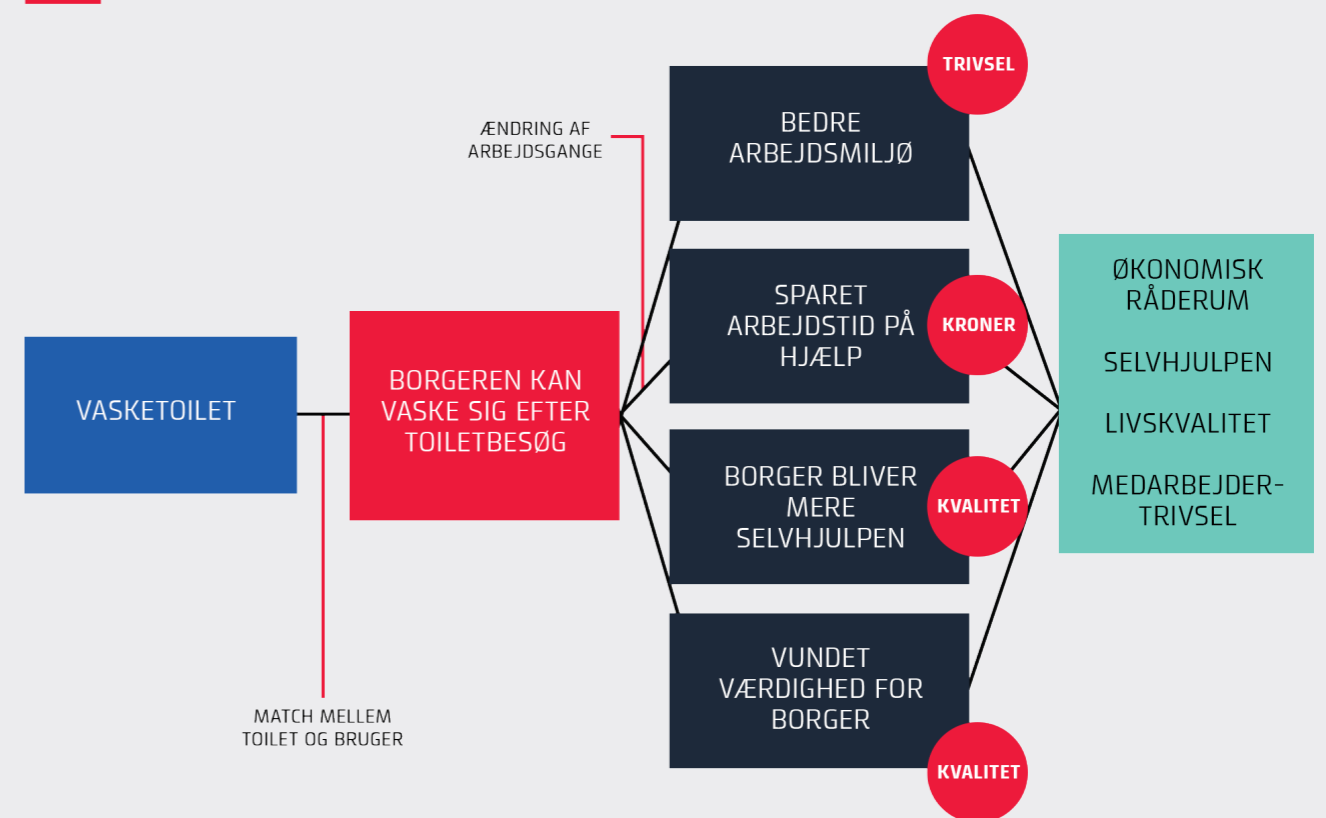 VASKETOILET
MATCH MELLEM
TOILET OG BRUGER
BORGEREN KAN
VASKE SIG EFTER
TOILETBESØG
ÆNDRING AF
ARBEJDSGANGE
BEDRE
ARBEJDSMILJØ
TRIVSEL
SPARET
ARBEJDSTID PÅ
HJÆLP
KRONER
BORGER BLIVER
MERE
SELVHJULPEN
KVALITET
VUNDET
VÆRDIGHED FOR
BORGER
KVALITET
ØKONOMISK
RÅDERUM
SELVHJULPEN
LIVSKVALITET
MEDARBEJDER-
TRIVSEL